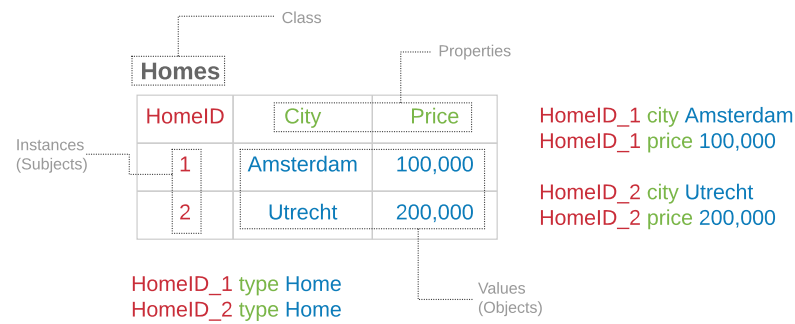 Class
Properties
Homes
HomeID City Price
Instances
(Subjects)
1 Amsterdam 100,000
2 Utrecht 200,000
HomeID_1 city Amsterdam
HomeID_1 price 100,000
HomeID_2 city Utrecht
HomeID_2 price 200,000
HomeID_1 type Home
HomeID_2 type Home
Values
(Objects)